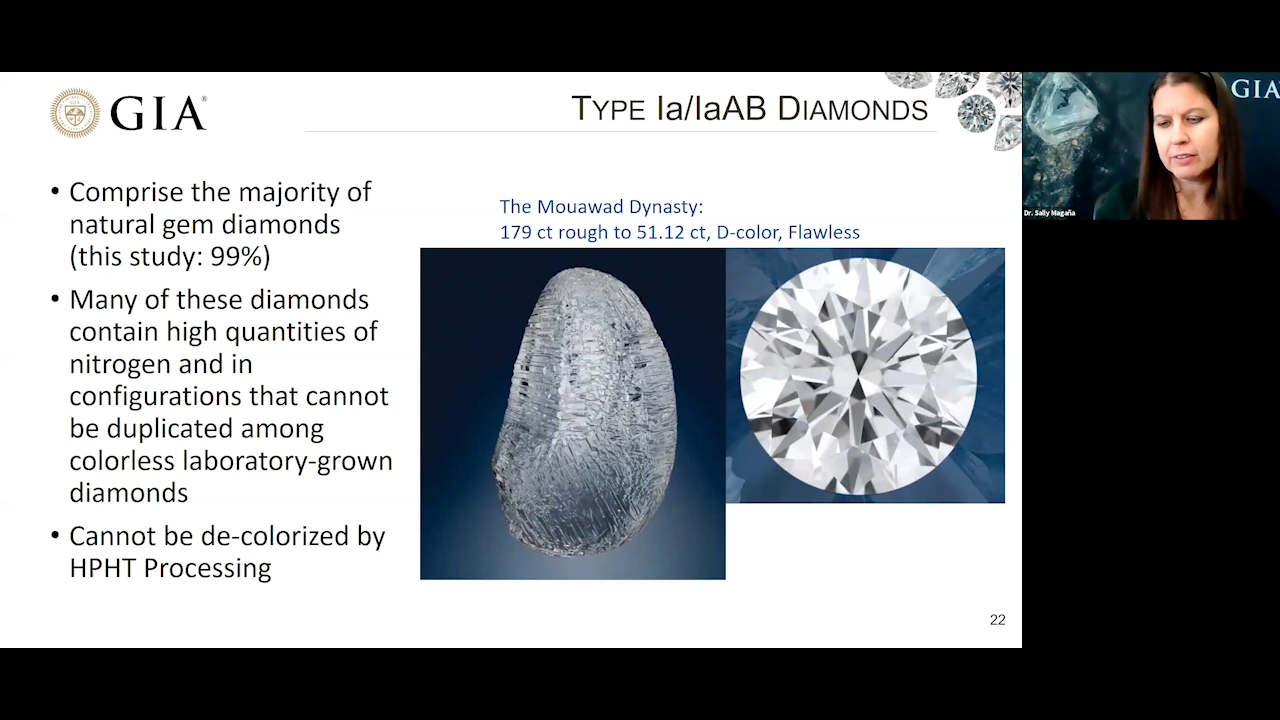 GIA®
TYPE Ia/IaAB DIAMONDS
• Comprise the majority of
natural gem diamonds
(this study: 99%)
• Many of these diamonds
contain high quantities of
nitrogen and in
configurations that cannot
be duplicated among
colorless laboratory-grown
diamonds
• Cannot be de-colorized by
HPHT Processing
The Mouawad Dynasty:
179 ct rough to 51.12 ct, D-color, Flawless
22
GIA
Dr. Sally Magaña